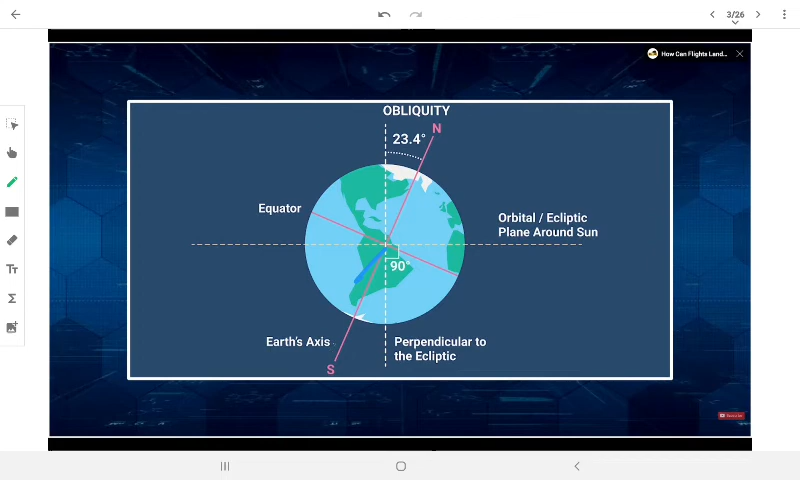 3/26
How Can Flights Land...
OBLIQUITY
N
23.4°
Equator
Orbital / Ecliptic
Plane Around Sun
90°
Earth's Axis
Perpendicular to
the Ecliptic
S
Tт
Σ